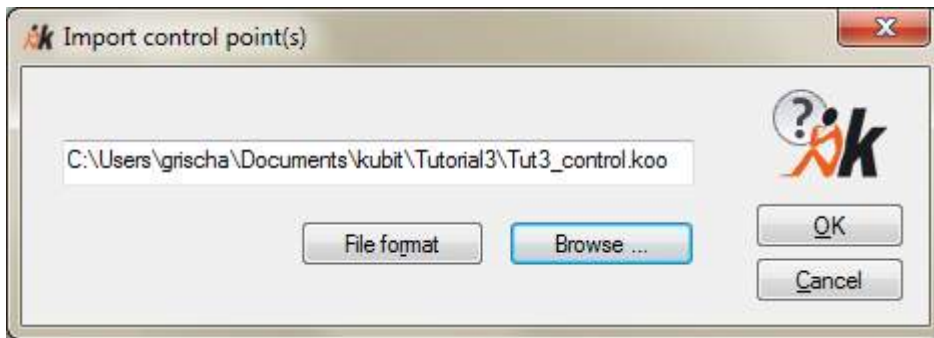 k Import control point(s)
C:\Users\grischa\Documents\kubit\Tutorial3\Tut3_control.koo
? k
File format
Browse ...
OK
Cancel